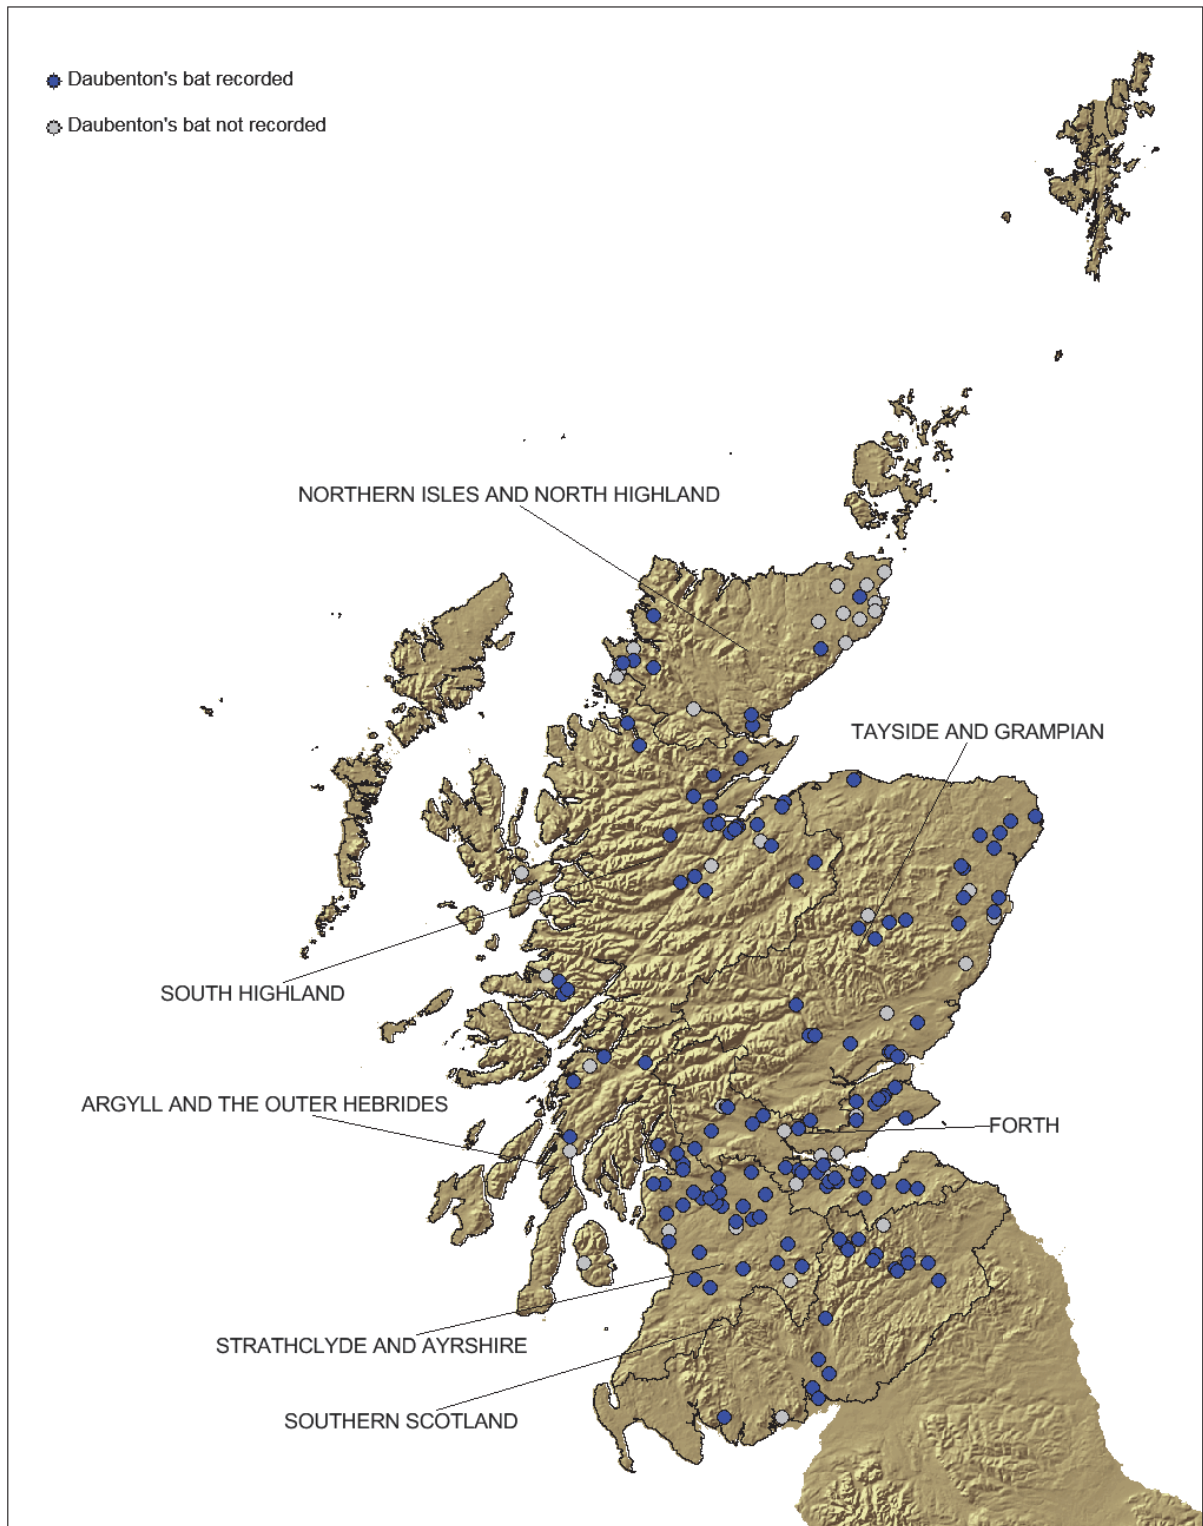 Daubenton's bat recorded
Daubenton's bat not recorded
NORTHERN ISLES AND NORTH HIGHLAND
TAYSIDE AND GRAMPIAN
SOUTH HIGHLAND
ARGYLL AND THE OUTER HEBRIDES
FORTH
STRATHCLYDE AND AYRSHIRE
SOUTHERN SCOTLAND